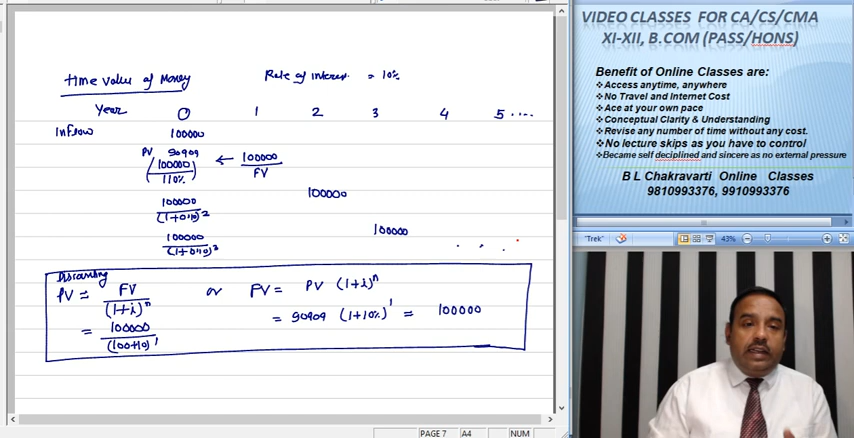 Time value of Money Rate of interest = 10%
Year 0 1 2 3 4 5 ....
Inflow 100000
PV 90909
100000 / 110% ← 100000 / FV
100000 / (1+0.10)2 100000
100000 / (1+0.10)3 100000
. . .
Discounting
PV = FV / (1+i)n or FV = PV (1+i)n
= 100000 / (100+10)1 = 90909 (1+10%)1 = 100000
PAGE 7 A4 NUM
VIDEO CLASSES FOR CA/CS/CMA
XI-XII, B.COM (PASS/HONS)
Benefit of Online Classes are:
❖Access anytime, anywhere
❖No Travel and Internet Cost
❖Ace at your own pace
❖Conceptual Clarity & Understanding
❖Revise any number of time without any cost.
❖No lecture skips as you have to control
❖Became self deciplined and sincere as no external pressure
B L Chakravarti Online Classes
9810993376, 9910993376
"Trek" 43%